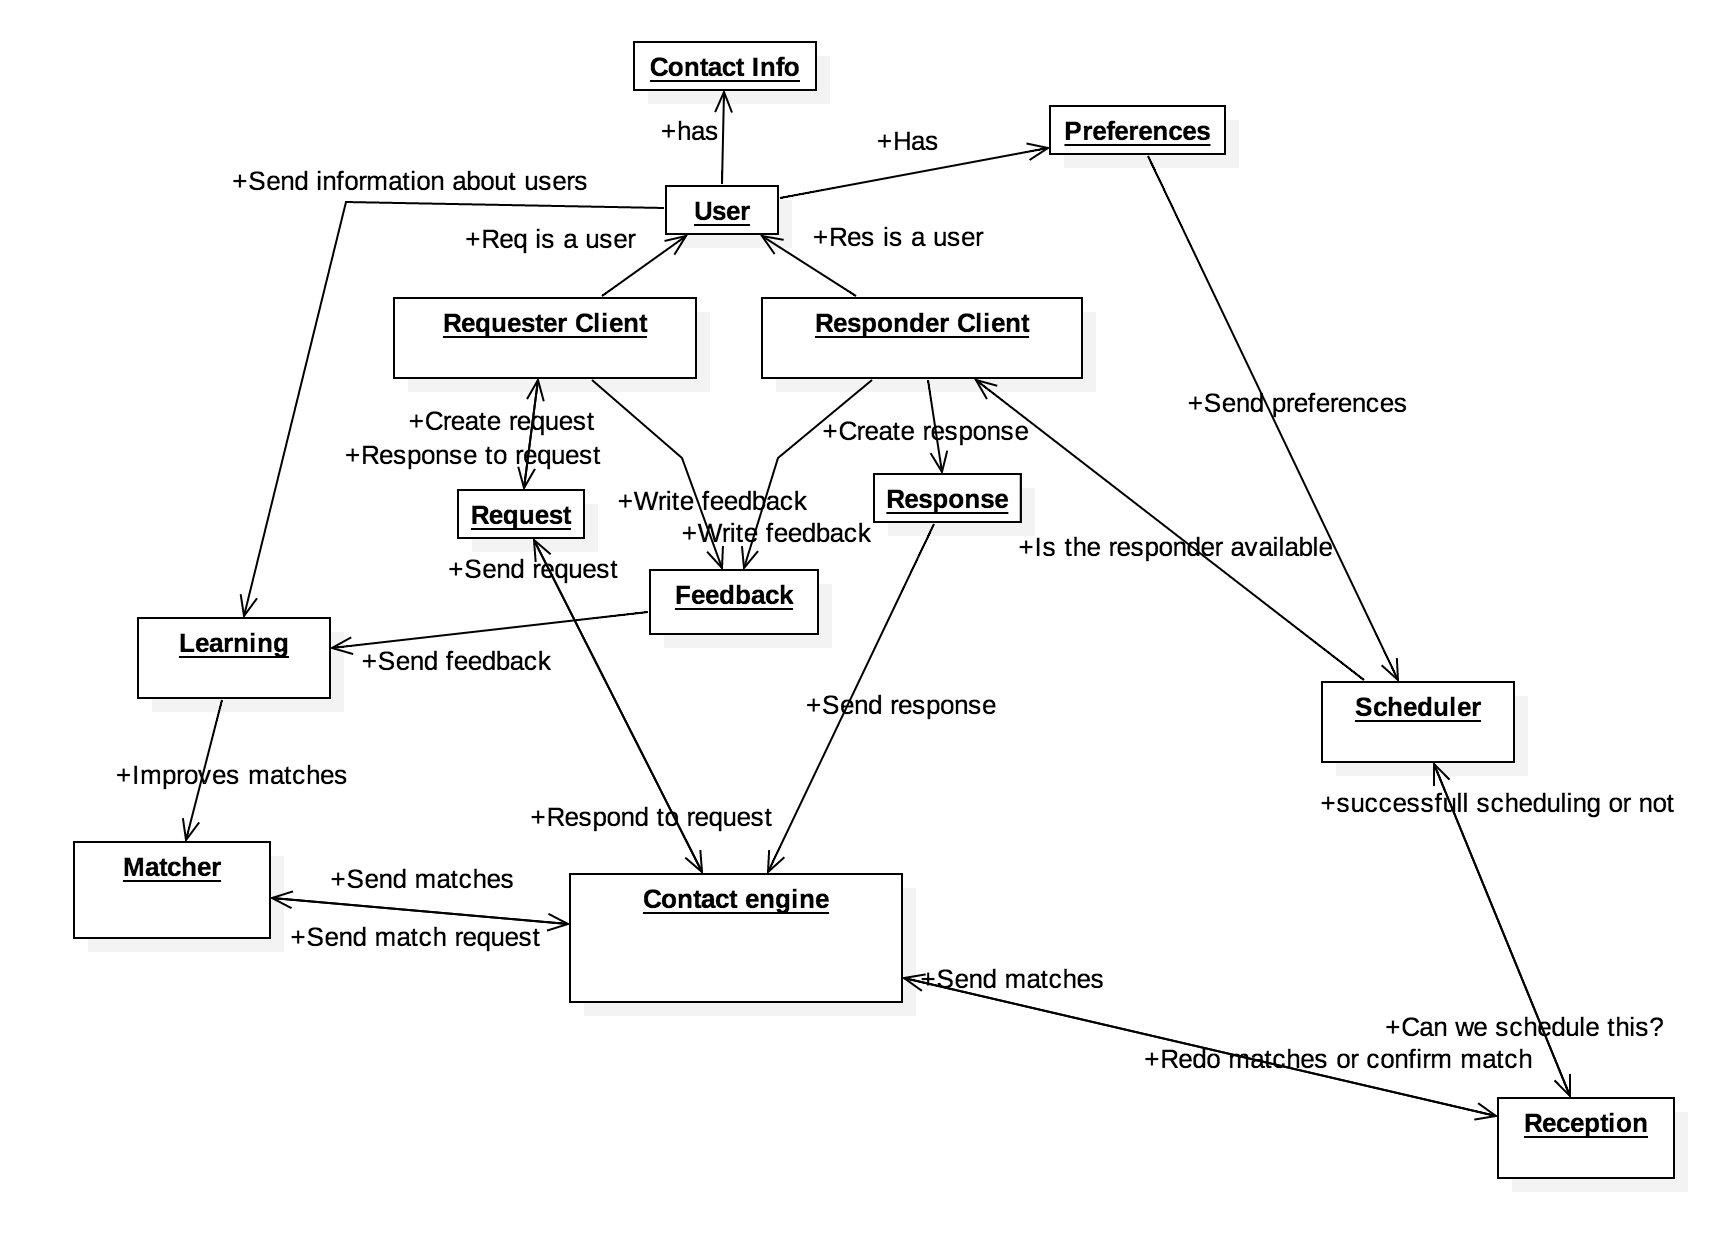 Contact Info
+has
+Has
Preferences
+Send information about users
User
+Req is a user
+Res is a user
Requester Client
Responder Client
+Send preferences
+Create request
+Create response
+Response to request
+Write feedback
Response
Request
+Write feedback
+Is the responder available
+Send request
Feedback
Learning
+Send feedback
+Send response
Scheduler
+Improves matches
+successfull scheduling or not
+Respond to request
Matcher
+Send matches
Contact engine
+Send match request
+Send matches
+Can we schedule this?
+Redo matches or confirm match
Reception